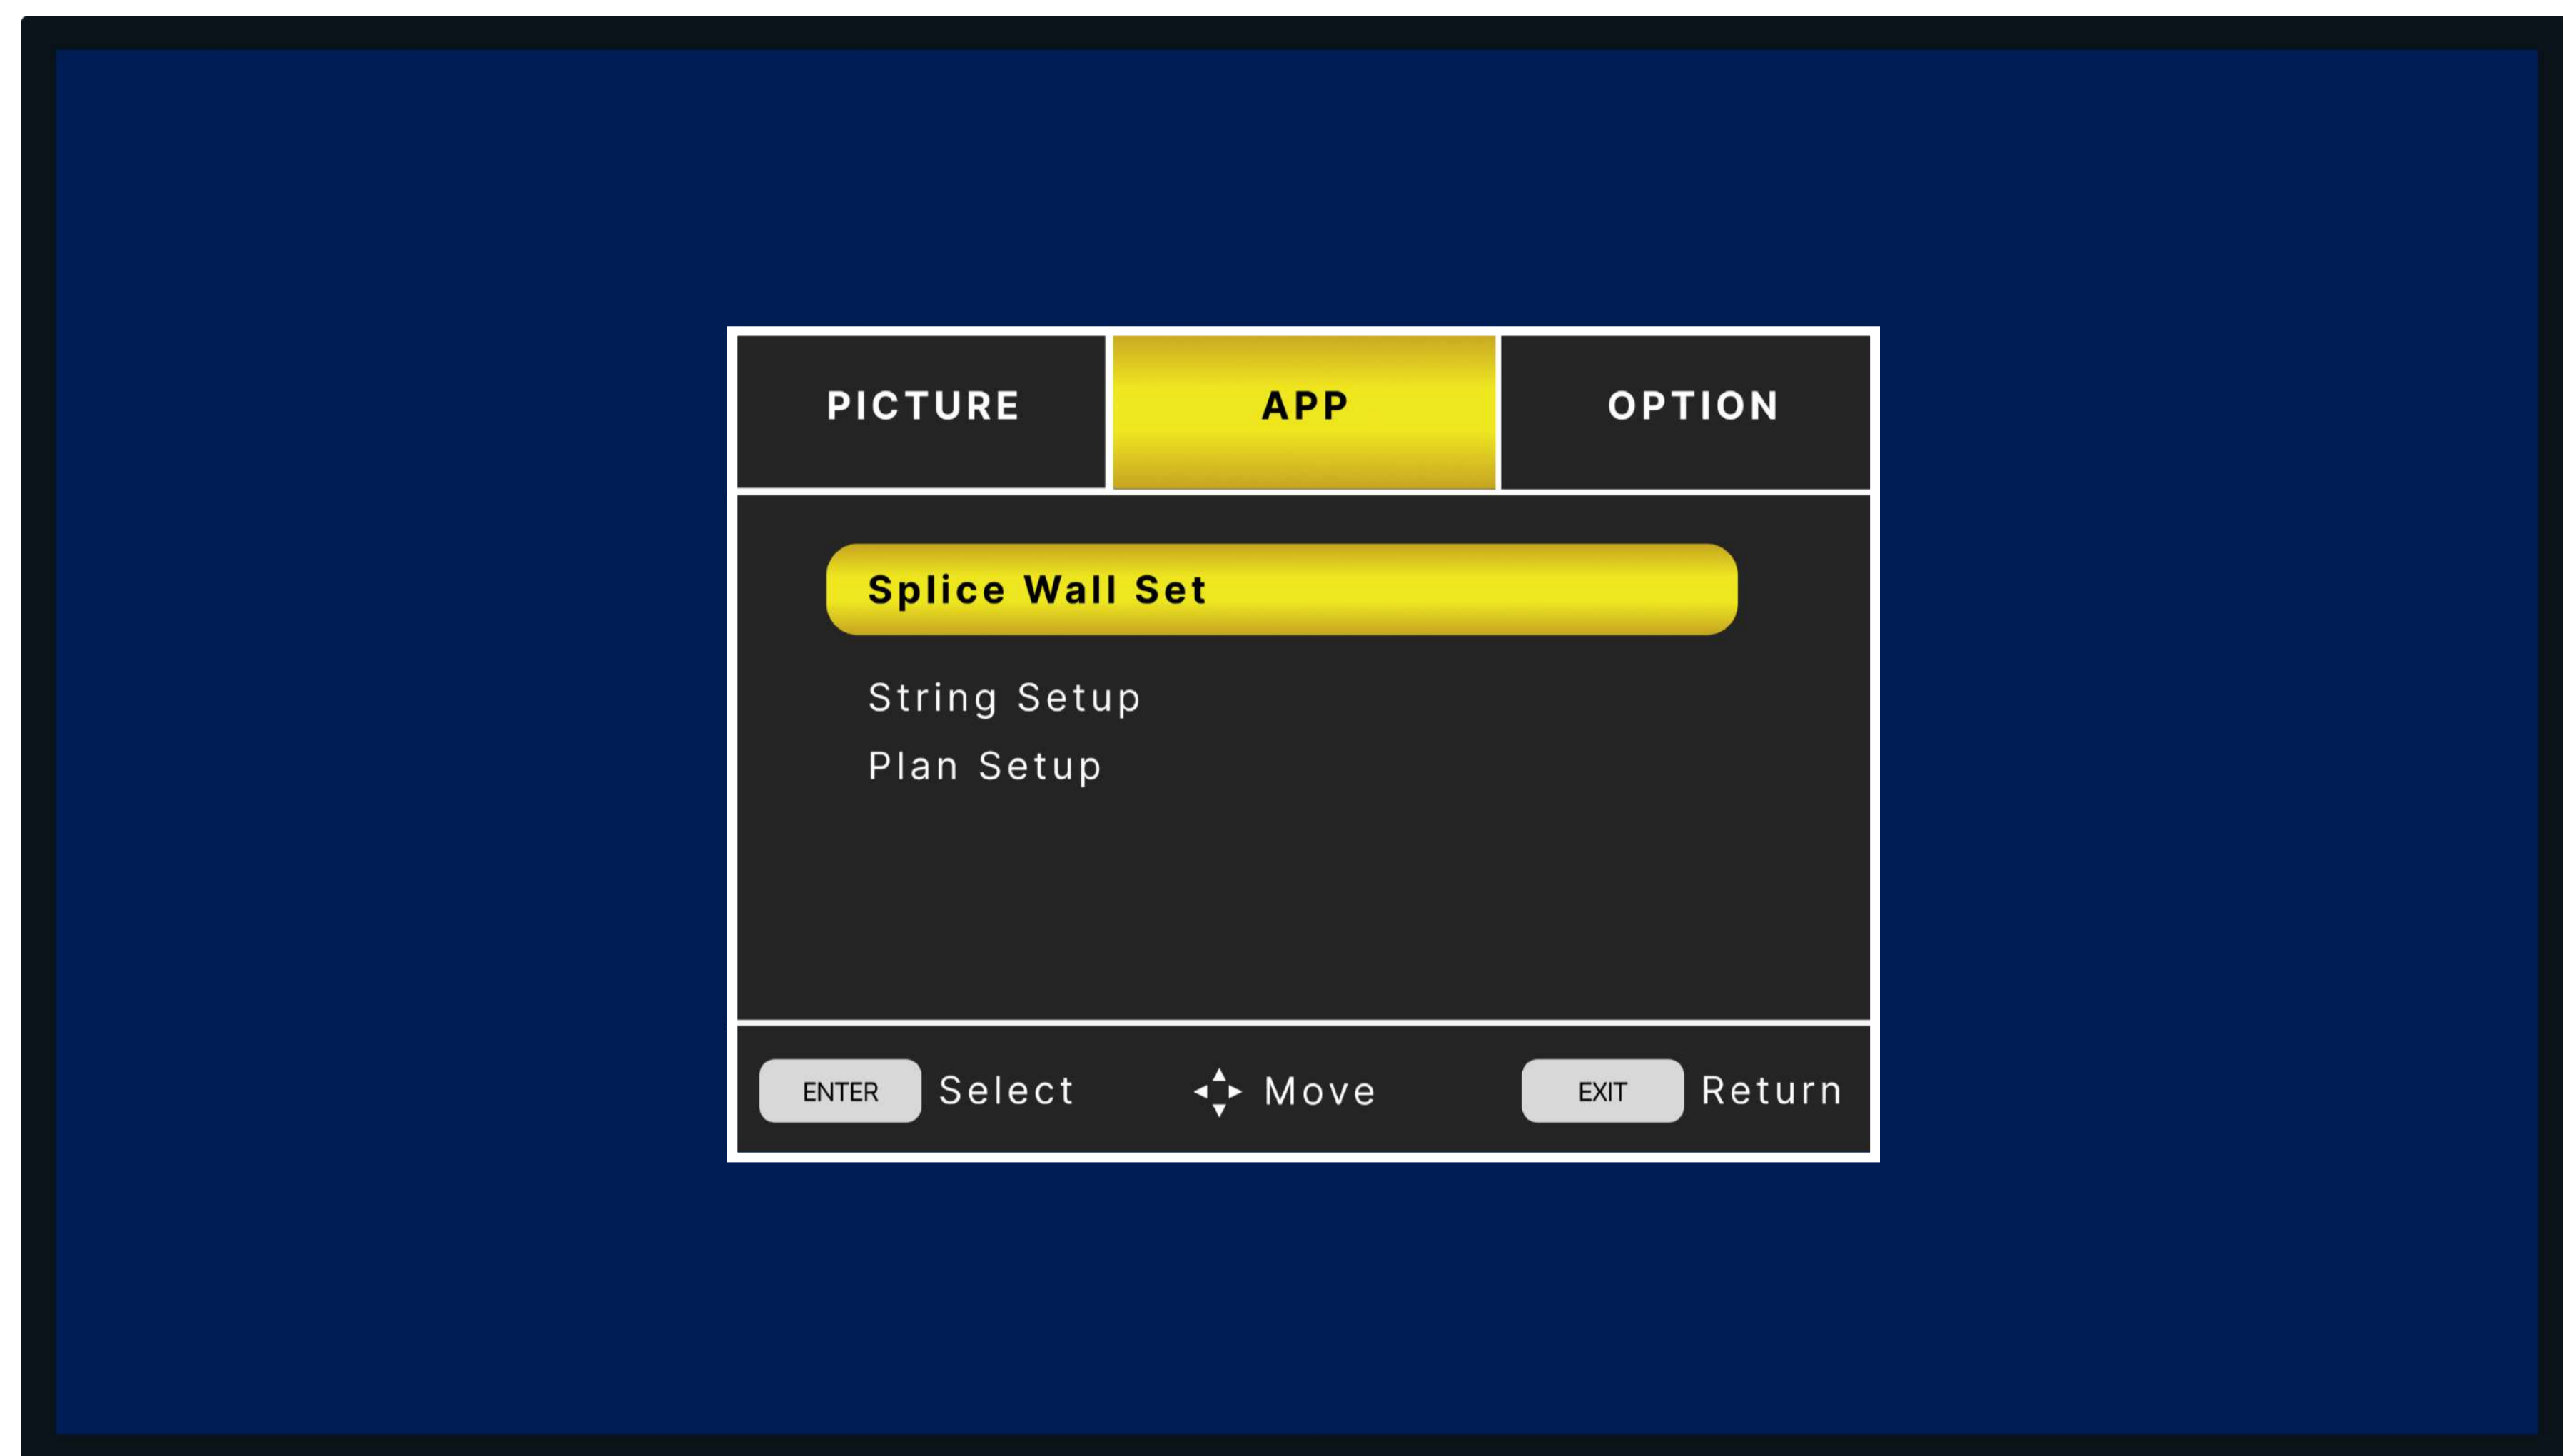 PICTURE APP OPTION
Splice Wall Set
String Setup
Plan Setup
ENTER Select Move EXIT Return